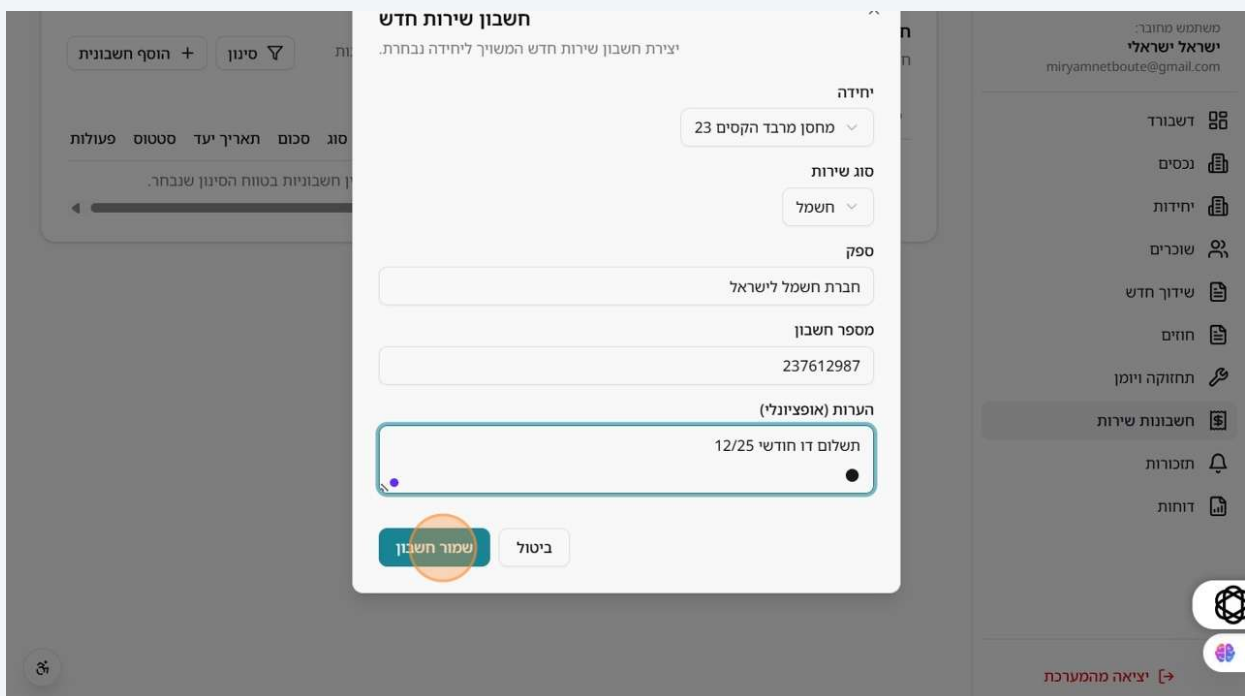 משתמש מחובר:
ישראל ישראלי
miryamnetboute@gmail.com
דשבורד
נכסים
יחידות
שוכרים
שידוך חדש
חוזים
תחזוקה ויומן
חשבונות שירות
תזכורות
דוחות
יציאה מהמערכת
חשבון שירות חדש
יצירת חשבון שירות חדש המשויך ליחידה נבחרת.
יחידה
מחסן מרבד הקסים 23
סוג שירות
חשמל
ספק
חברת חשמל לישראל
מספר חשבון
237612987
הערות (אופציונלי)
תשלום דו חודשי 12/25
ביטול
שמור חשבון
סינון
+ הוסף חשבונית
סוג סכום תאריך יעד סטטוס פעולות
חשבוניות בטווח הסינון שנבחר.